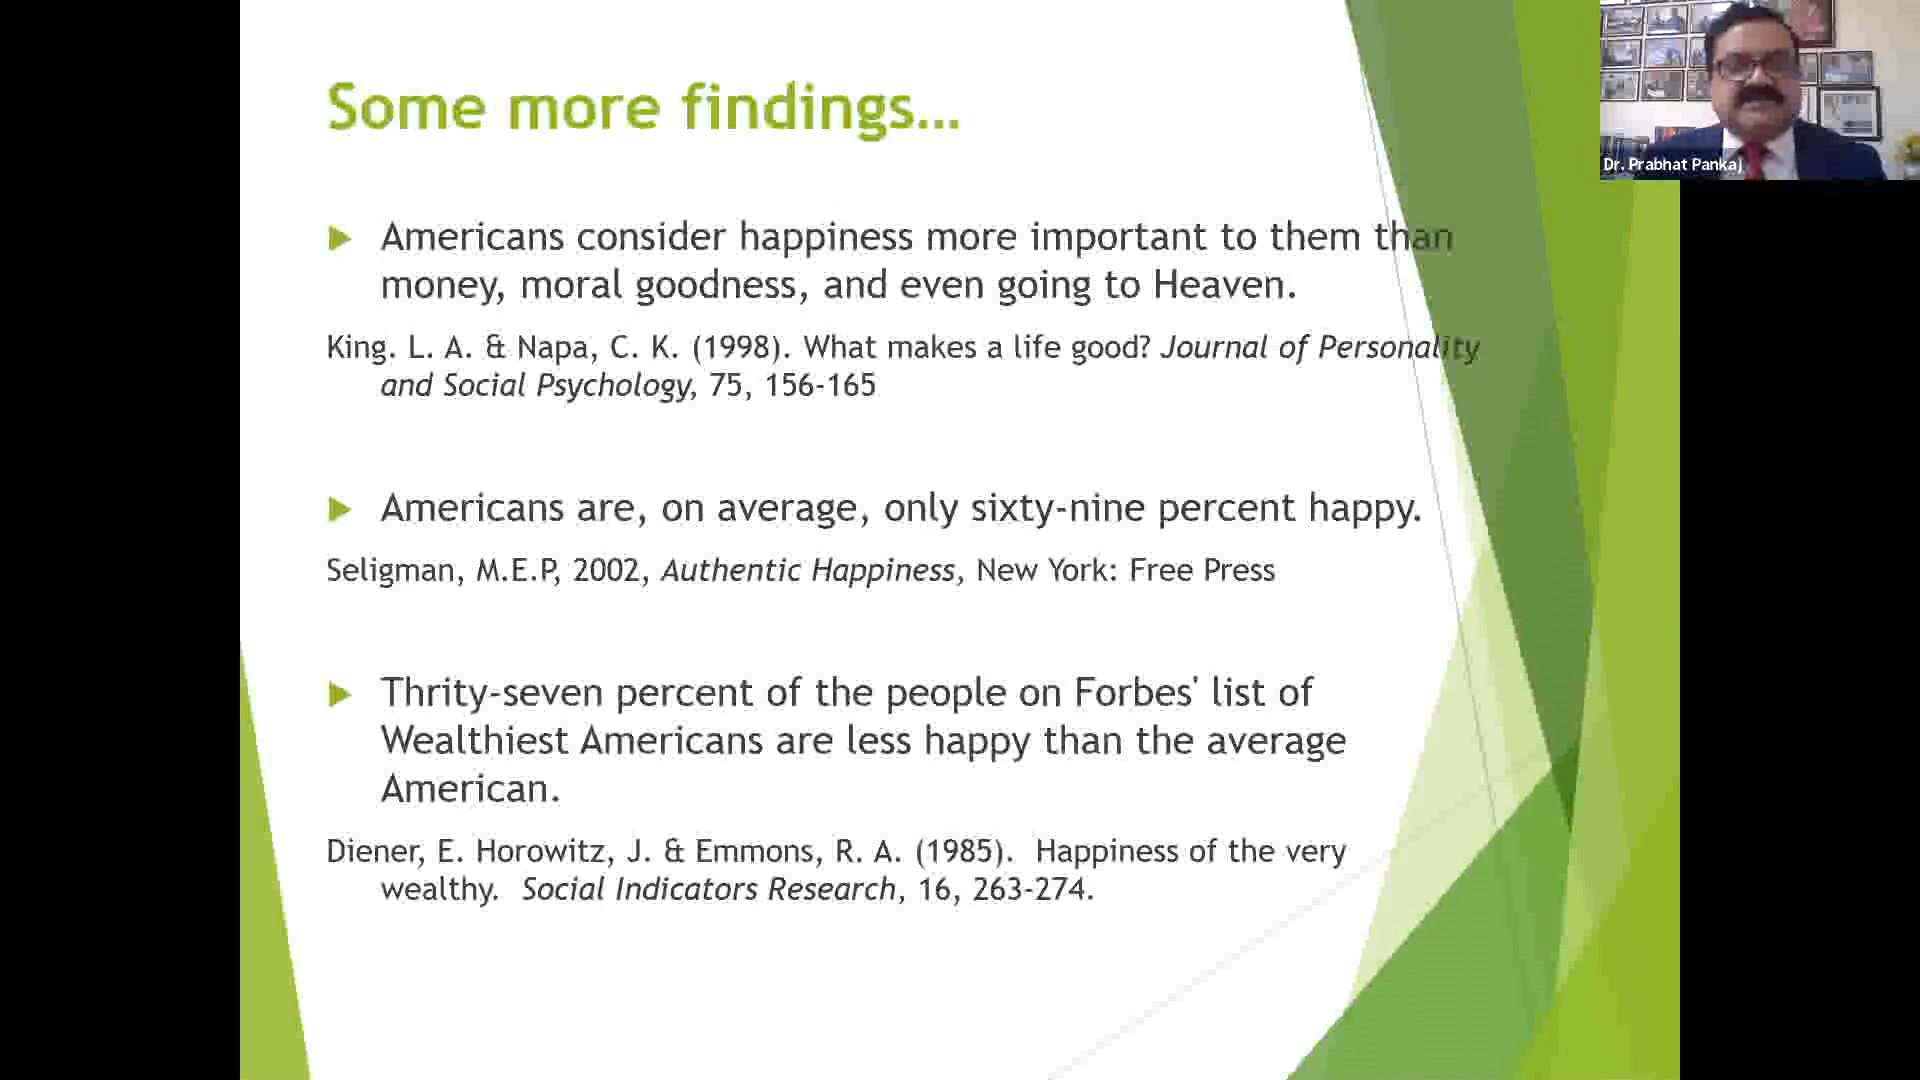 Some more findings...
Americans consider happiness more important to them than
money, moral goodness, and even going to Heaven.
King. L. A. & Napa, C. K. (1998). What makes a life good? Journal of Personality
and Social Psychology, 75, 156-165
Americans are, on average, only sixty-nine percent happy.
Seligman, M.E.P, 2002, Authentic Happiness, New York: Free Press
Thrity-seven percent of the people on Forbes' list of
Wealthiest Americans are less happy than the average
American.
Diener, E. Horowitz, J. & Emmons, R. A. (1985).  Happiness of the very
wealthy.  Social Indicators Research, 16, 263-274.
Dr. Prabhat Pankaj